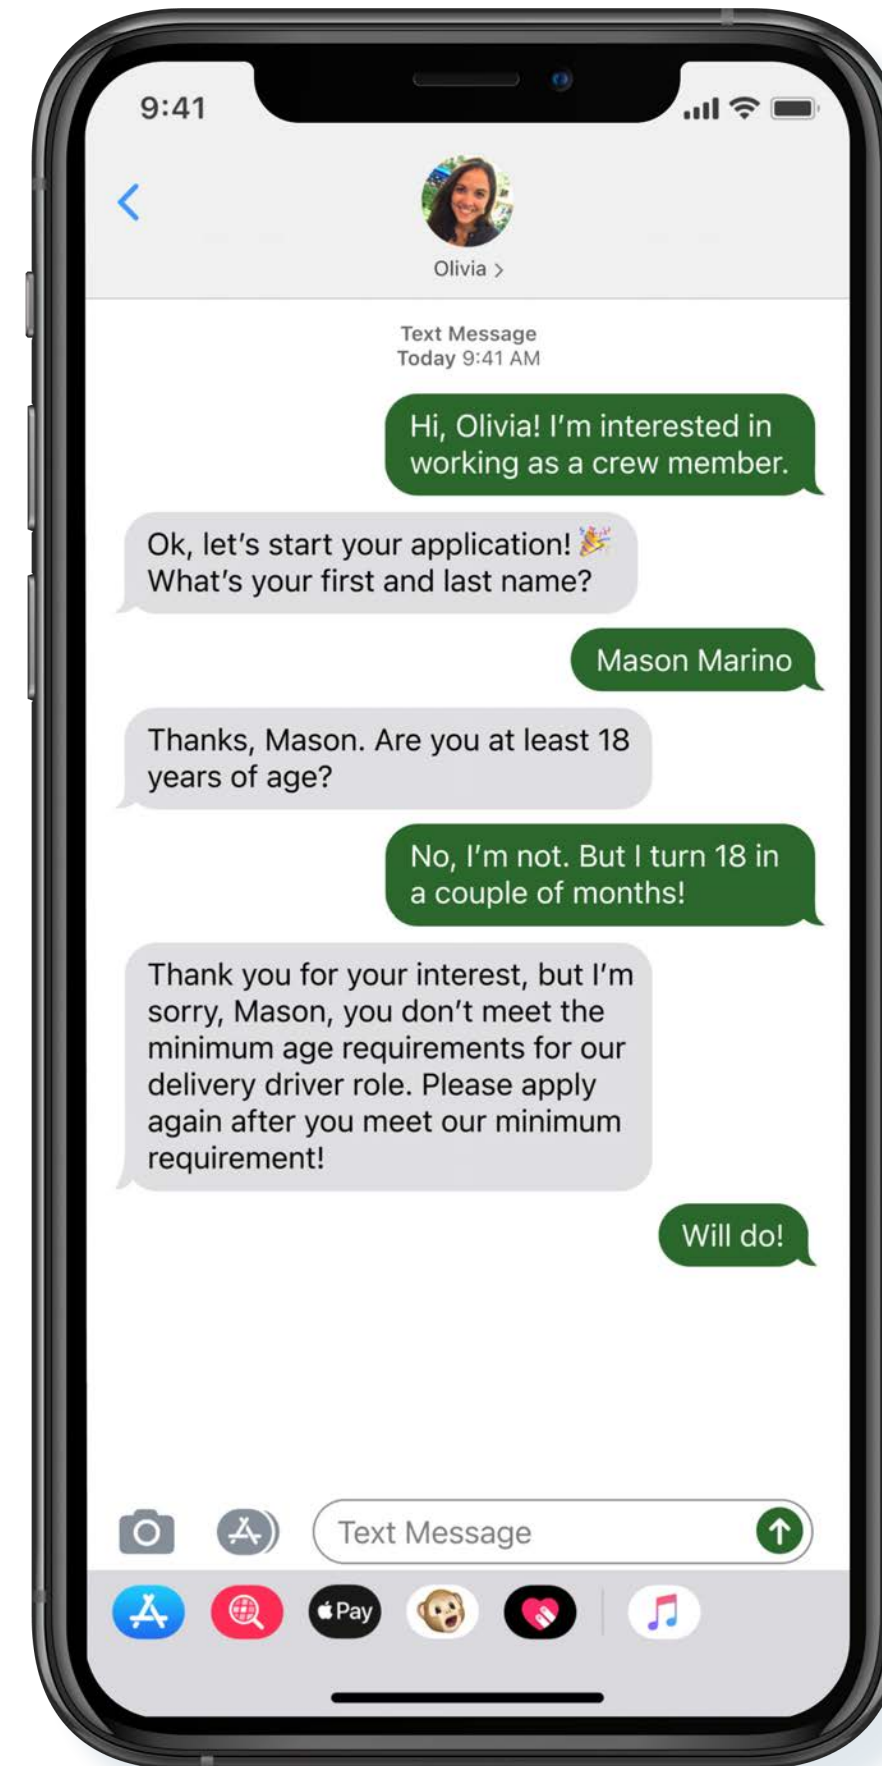 9:41
Olivia >
Text Message
Today 9:41 AM
Hi, Olivia! I’m interested in
working as a crew member.
Ok, let’s start your application! 🎉
What’s your first and last name?
Mason Marino
Thanks, Mason. Are you at least 18
years of age?
No, I’m not. But I turn 18 in
a couple of months!
Thank you for your interest, but I’m
sorry, Mason, you don’t meet the
minimum age requirements for our
delivery driver role. Please apply
again after you meet our minimum
requirement!
Will do!
Text Message
Pay